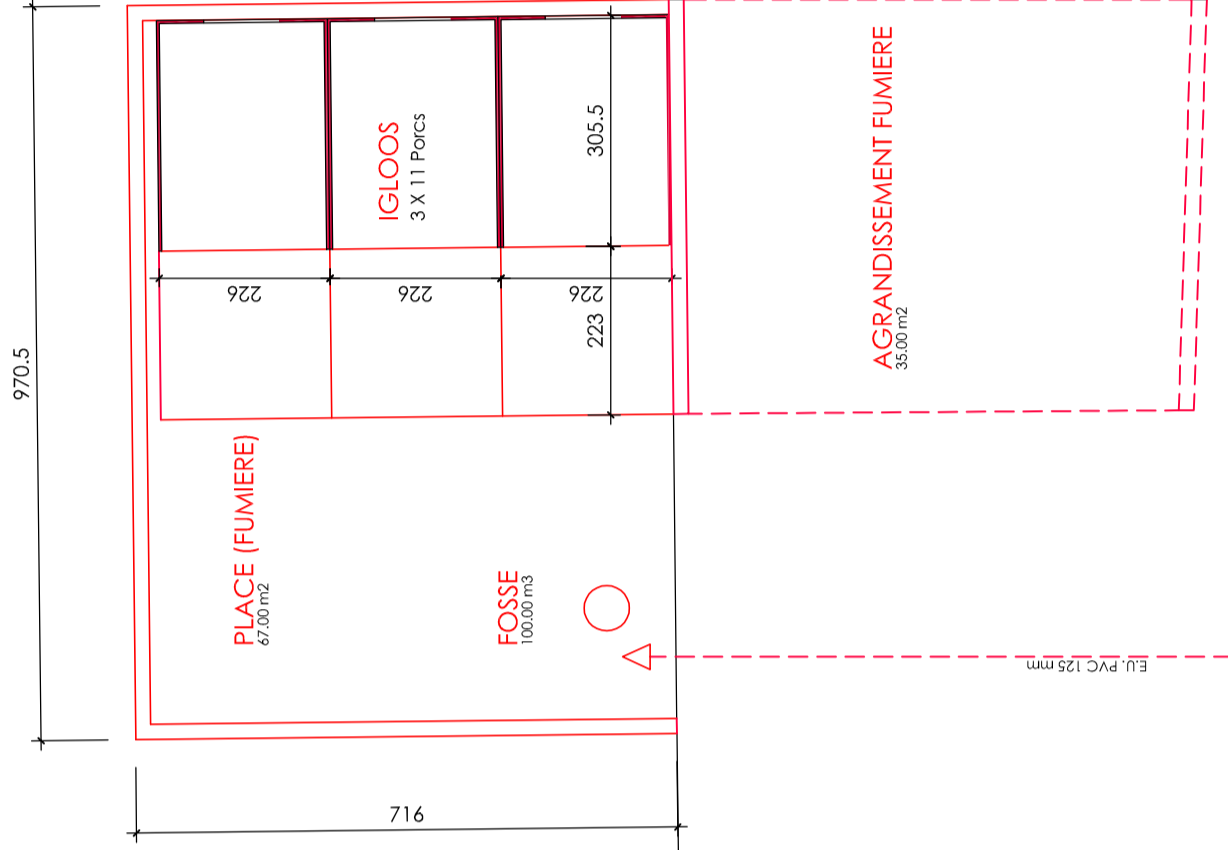 970.5
IGLOOS
3 X 11 Porcs
305.5
226
226
226
223
AGRANDISSEMENT FUMIERE
35.00 m2
PLACE (FUMIERE)
67.00 m2
FOSSE
100.00 m3
E.U. PVC 125 mm
716